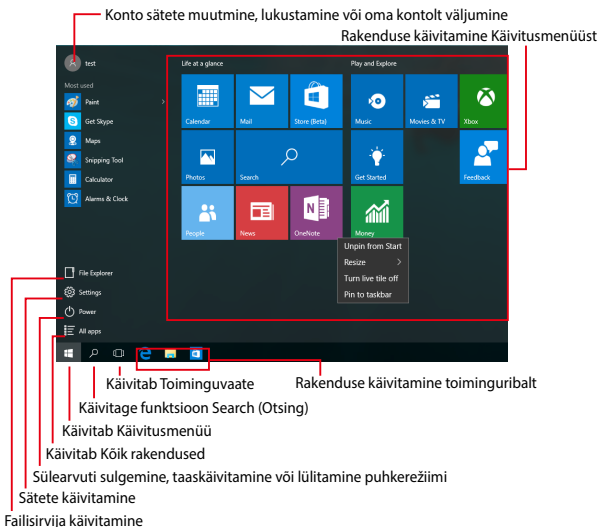 Konto sätete muutmine, lukustamine või oma kontolt väljumine
Rakenduse käivitamine Käivitusmenüüst
test
Life at a glance
Play and Explore
Most used
Paint
Get Skype
Maps
Snipping Tool
Calculator
Alarms & Clock
Calendar
Mail
Store (Beta)
Music
Movies & TV
Xbox
Photos
Search
Get Started
Feedback
People
News
OneNote
Money
Unpin from Start
Resize
Turn live tile off
Pin to taskbar
File Explorer
Settings
Power
All apps
Käivitab Toiminguvaate
Rakenduse käivitamine toiminguribalt
Käivitage funktsioon Search (Otsing)
Käivitab Käivitusmenüü
Käivitab Kõik rakendused
Sülearvuti sulgemine, taaskäivitamine või lülitamine puhkerežiimi
Sätete käivitamine
Failisirvija käivitamine